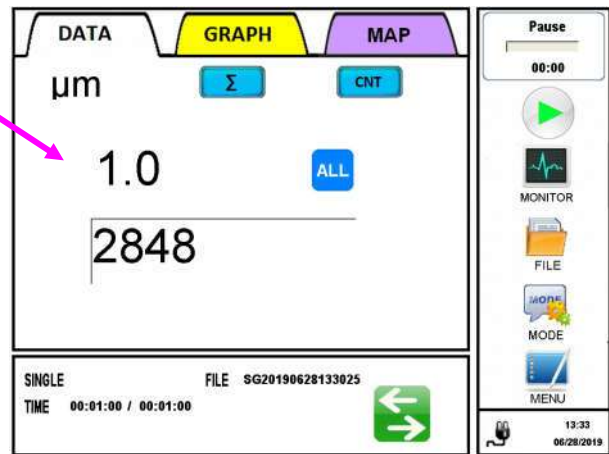 DATA GRAPH MAP
µm Σ CNT
1.0 ALL
2848
SINGLE FILE SG20190628133025
TIME 00:01:00 / 00:01:00
Pause
00:00
MONITOR
FILE
MODE
MODE
MENU
13:33
06/28/2019